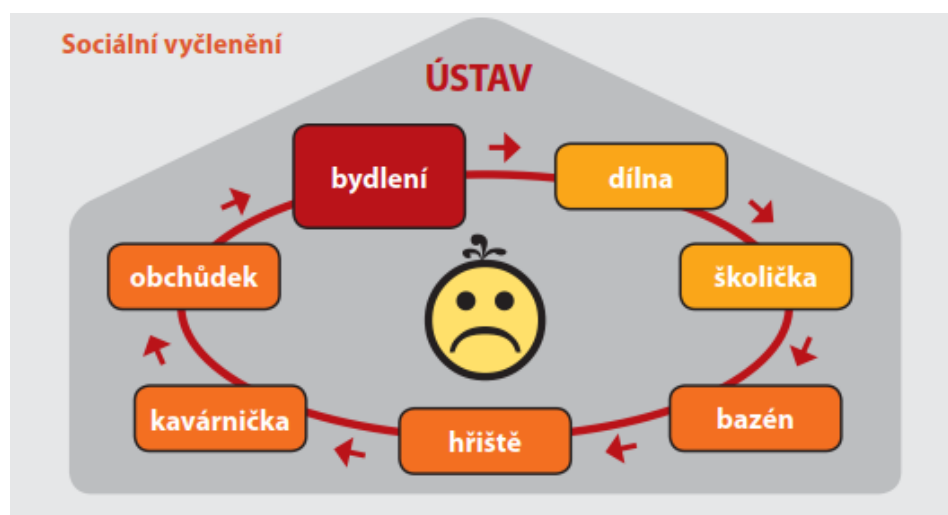 Sociální vyčlenění
ÚSTAV
bydlení
dílna
školička
bazén
hřiště
kavárnička
obchůdek